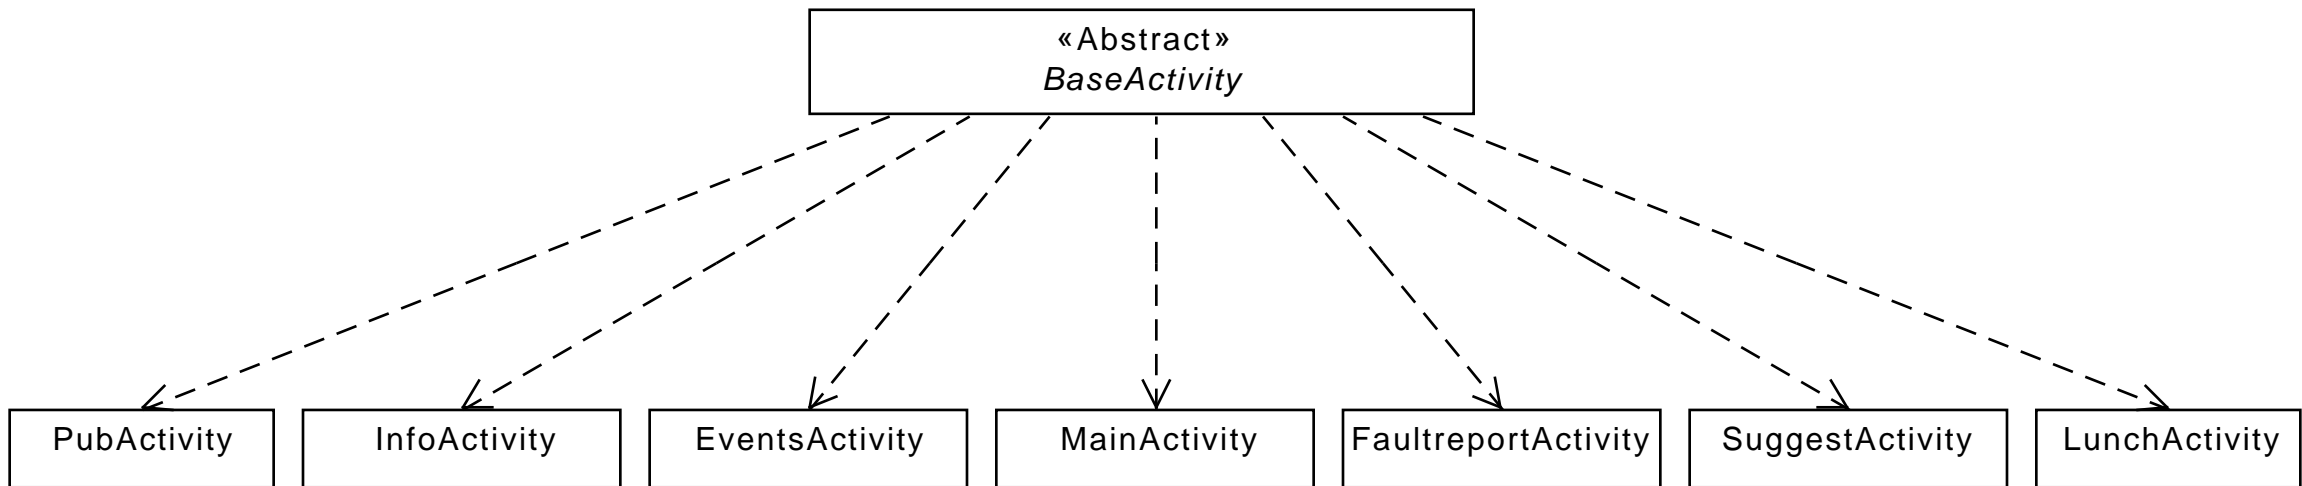 «Abstract»
BaseActivity
PubActivity
InfoActivity
EventsActivity
MainActivity
FaultreportActivity
SuggestActivity
LunchActivity